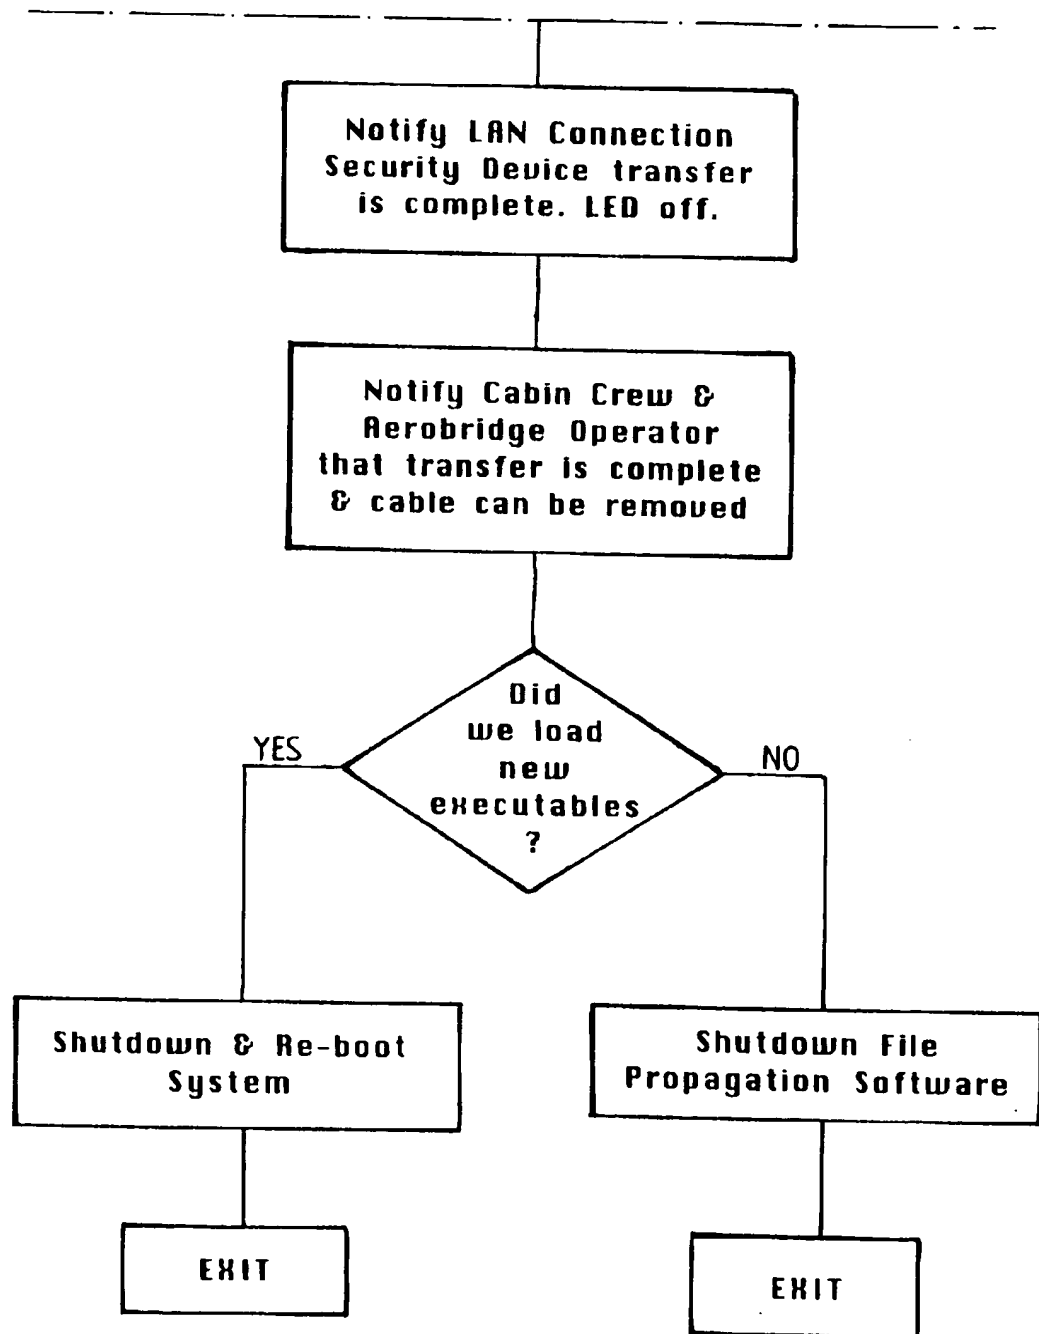 Notify LAN Connection
Security Device transfer
is complete. LED off.
Notify Cabin Crew &
Aerobridge Operator
that transfer is complete
& cable can be removed
Did
we load
new
executables
?
YES
NO
Shutdown & Re-boot
System
Shutdown File
Propagation Software
EXIT
EXIT